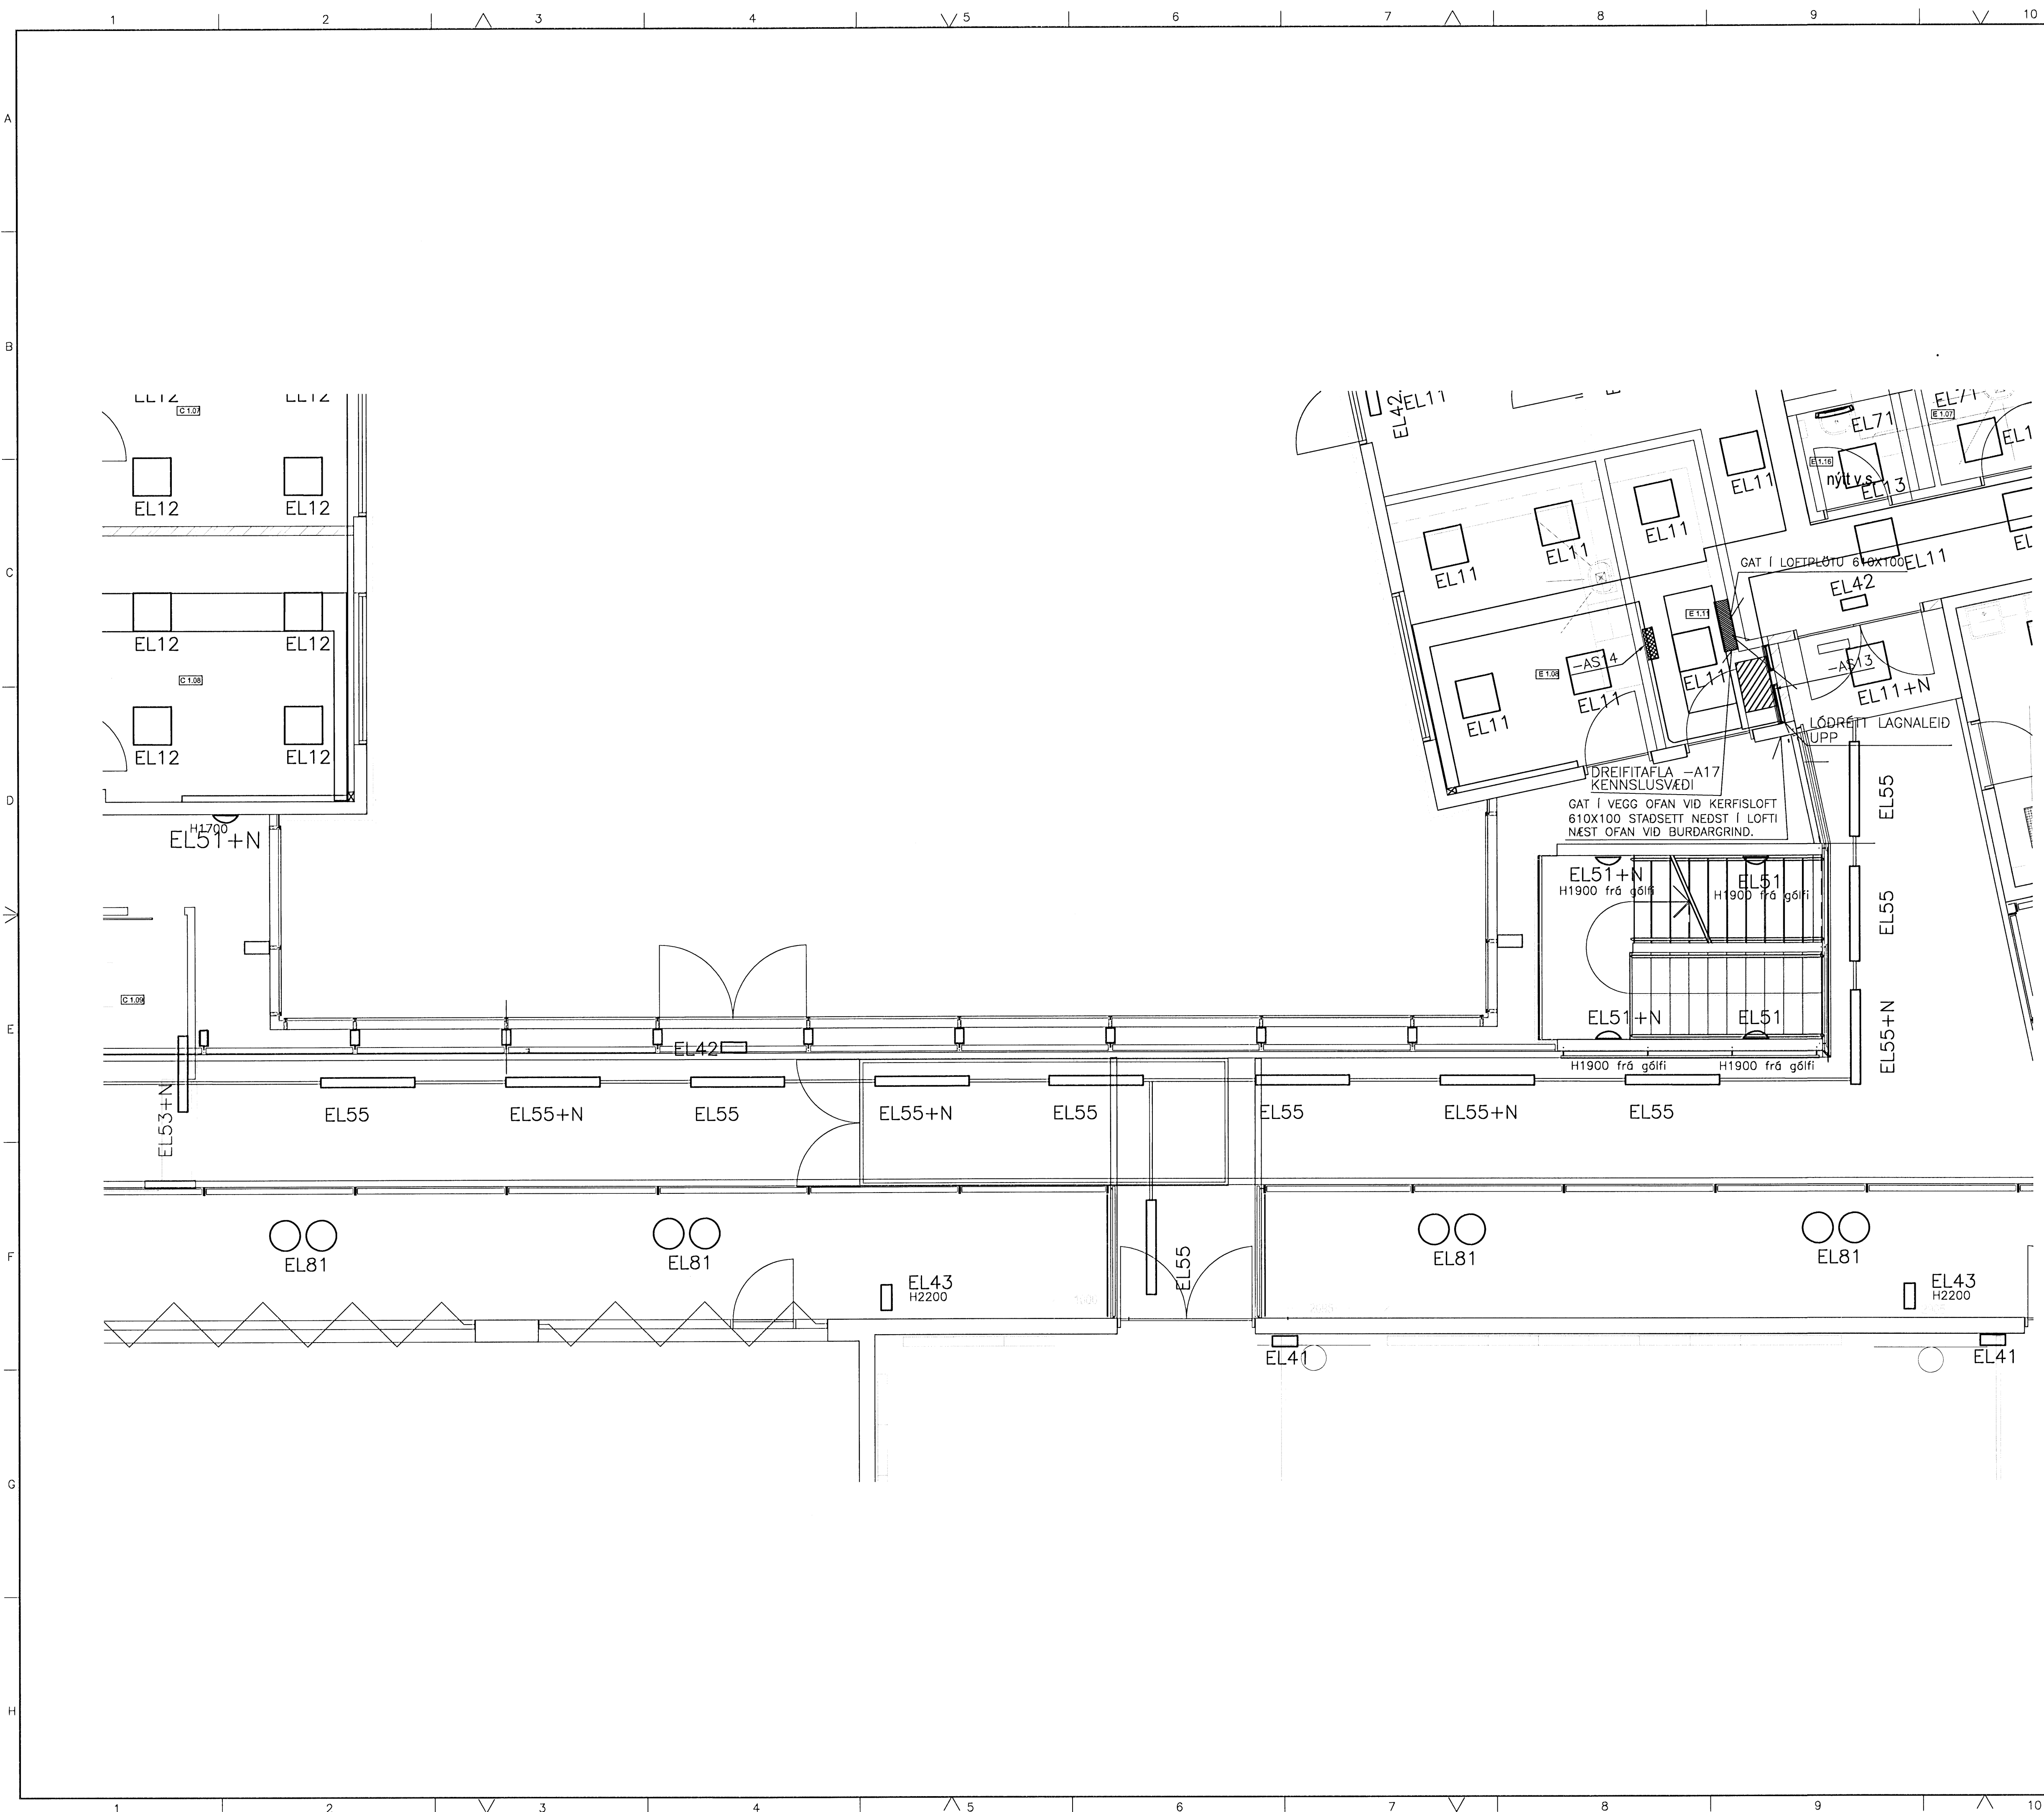 1 2 3 4 5 6 7 8 9 10
A
B
C
D
E
F
G
H
EL12 EL12
C 1.07
EL12 EL12
EL12 EL12
C 1.08
EL12 EL12
H1700
EL51+N
C 1.09
EL53+N
EL42
EL11
EL71
EL71
E 1.07
E 1.16
nýtt v.s.
EL13
EL11
EL11
EL11
EL11
GAT Í LOFTPLÖTU 610X100
EL11
EL42
E 1.11
-AS14
E 1.08
EL11
EL11
EL11
-AS13
EL11+N
LÓÐRÉTT LAGNALEIÐ
UPP
DREIFITAFLA -A17
KENNSLUSVÆÐI
GAT Í VEGG OFAN VIÐ KERFISLOFT
610X100 STAÐSETT NEÐST Í LOFTI
NÆST OFAN VIÐ BURÐARGRIND.
EL55
EL51+N
H1900 frá gólfi
EL51
H1900 frá gólfi
EL55
EL51+N
EL51
H1900 frá gólfi
H1900 frá gólfi
EL55+N
EL42
EL55 EL55+N EL55 EL55+N EL55 EL55 EL55+N EL55
EL81 EL81 EL55 EL81 EL81
EL43
H2200
EL43
H2200
EL41
EL41
1 2 3 4 5 6 7 8 9 10